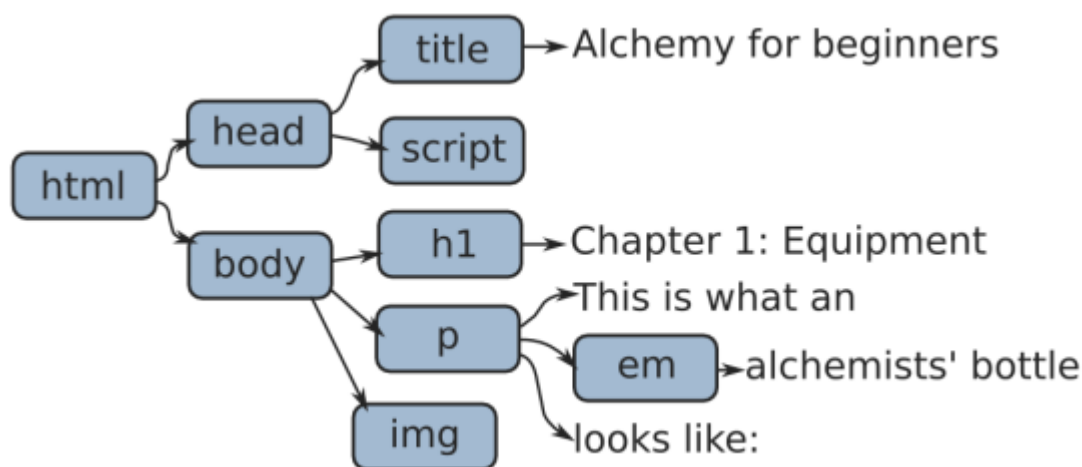 title
Alchemy for beginners
head
script
html
h1
Chapter 1: Equipment
body
This is what an
p
em
alchemists' bottle
img
looks like: